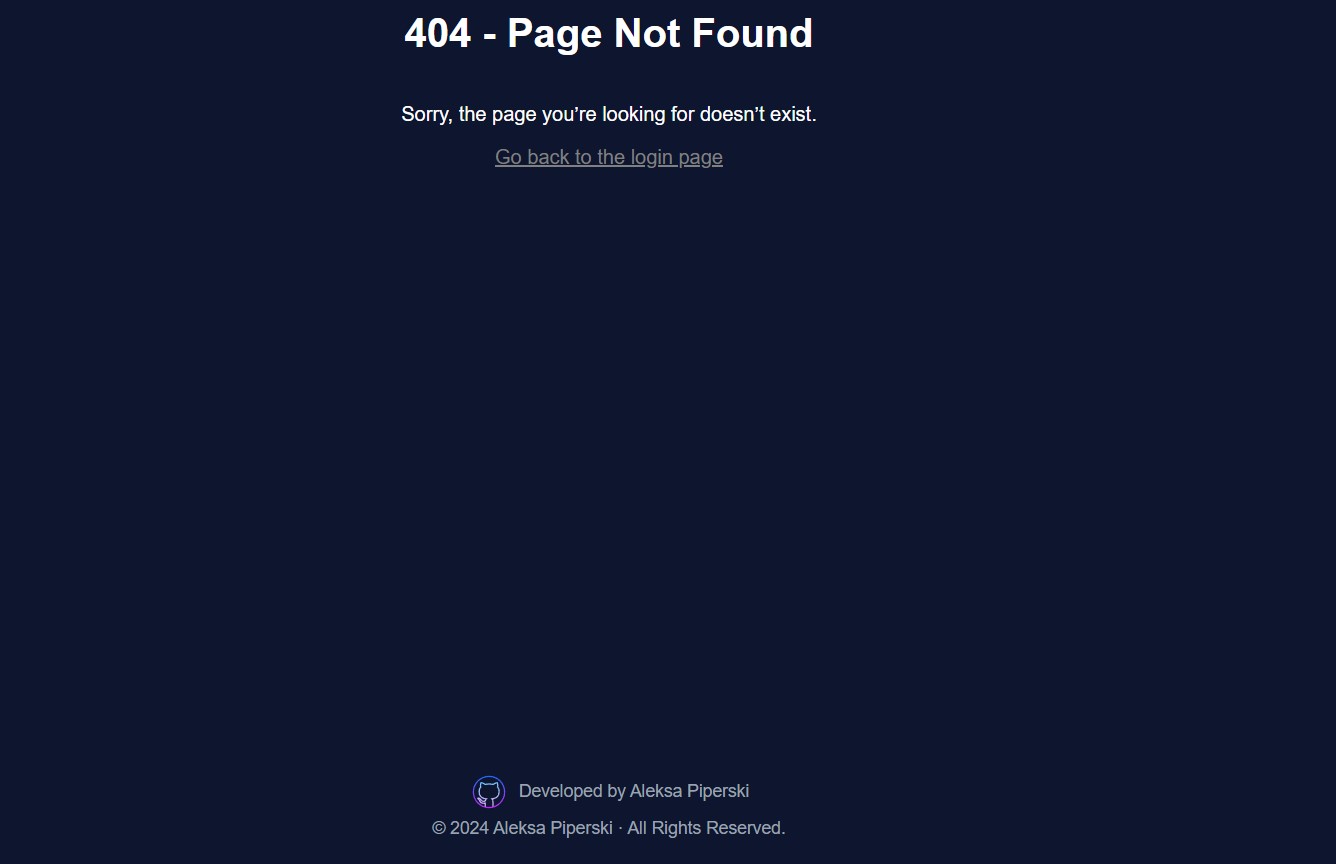 404 - Page Not Found
Sorry, the page you’re looking for doesn’t exist.
Go back to the login page
Developed by Aleksa Piperski
© 2024 Aleksa Piperski · All Rights Reserved.